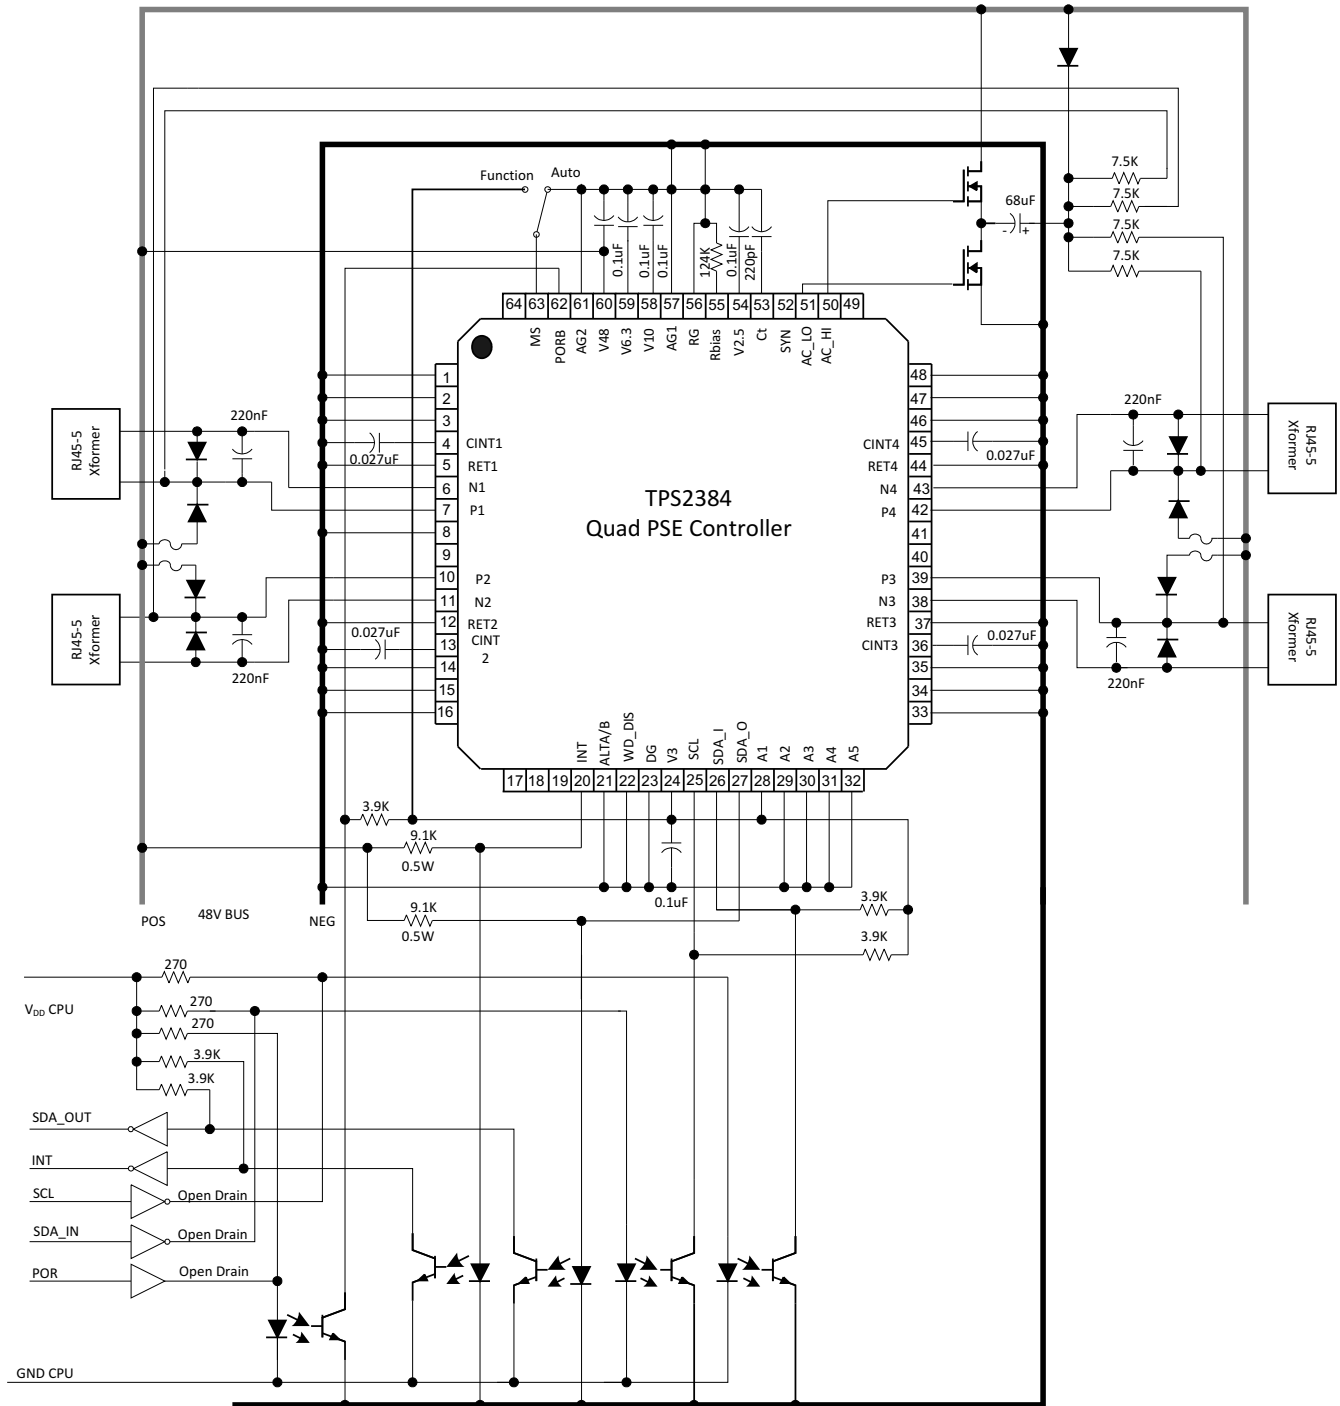 7.5K
7.5K
7.5K
7.5K
Function
Auto
68uF
- +
0.1uF
0.1uF
0.1uF
124K
0.1uF
220pF
64 63 62 61 60 59 58 57 56 55 54 53 52 51 50 49
MS
PORB
AG2
V48
V6.3
V10
AG1
RG
Rbias
V2.5
Ct
SYN
AC_LO
AC_HI
1
2
3
4
5
6
7
8
9
10
11
12
13
14
15
16
CINT1
RET1
N1
P1
P2
N2
RET2
CINT
2
TPS2384
Quad PSE Controller
48
47
46
45
44
43
42
41
40
39
38
37
36
35
34
33
CINT4
RET4
N4
P4
P3
N3
RET3
CINT3
RJ45-5
Xformer
220nF
0.027uF
RJ45-5
Xformer
220nF
0.027uF
220nF
0.027uF
RJ45-5
Xformer
0.027uF
220nF
RJ45-5
Xformer
INT
ALTA/B
WD_DIS
DG
V3
SCL
SDA_I
SDA_O
A1
A2
A3
A4
A5
17 18 19 20 21 22 23 24 25 26 27 28 29 30 31 32
3.9K
9.1K
0.5W
0.1uF
3.9K
9.1K
0.5W
3.9K
POS
48V BUS
NEG
270
VDD CPU
270
270
3.9K
3.9K
SDA_OUT
INT
SCL
Open Drain
SDA_IN
Open Drain
POR
Open Drain
GND CPU